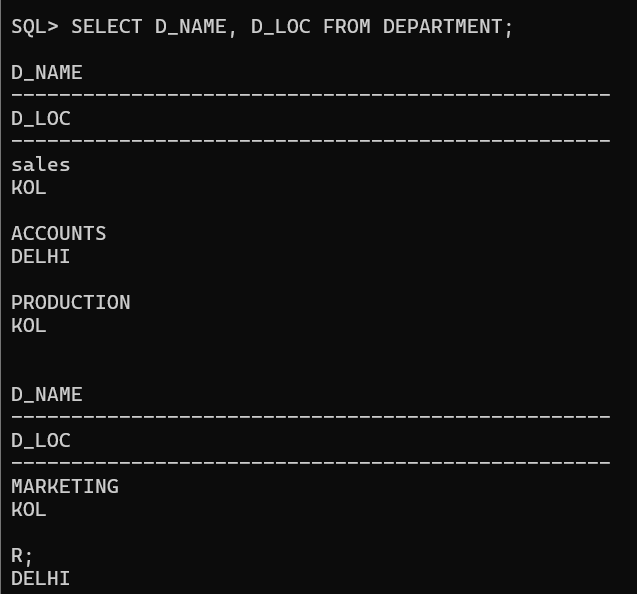 SQL> SELECT D_NAME, D_LOC FROM DEPARTMENT;
D_NAME
--------------------------------------------------
D_LOC
--------------------------------------------------
sales
KOL
ACCOUNTS
DELHI
PRODUCTION
KOL
D_NAME
--------------------------------------------------
D_LOC
--------------------------------------------------
MARKETING
KOL
R;
DELHI